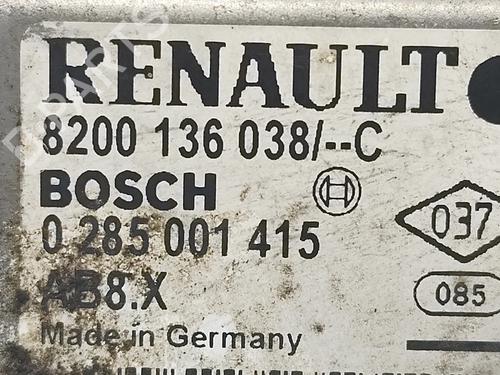 RENAULT
8200 136 038/--C
BOSCH
0 285 001 415
037
AB8.X
085
Made in Germany